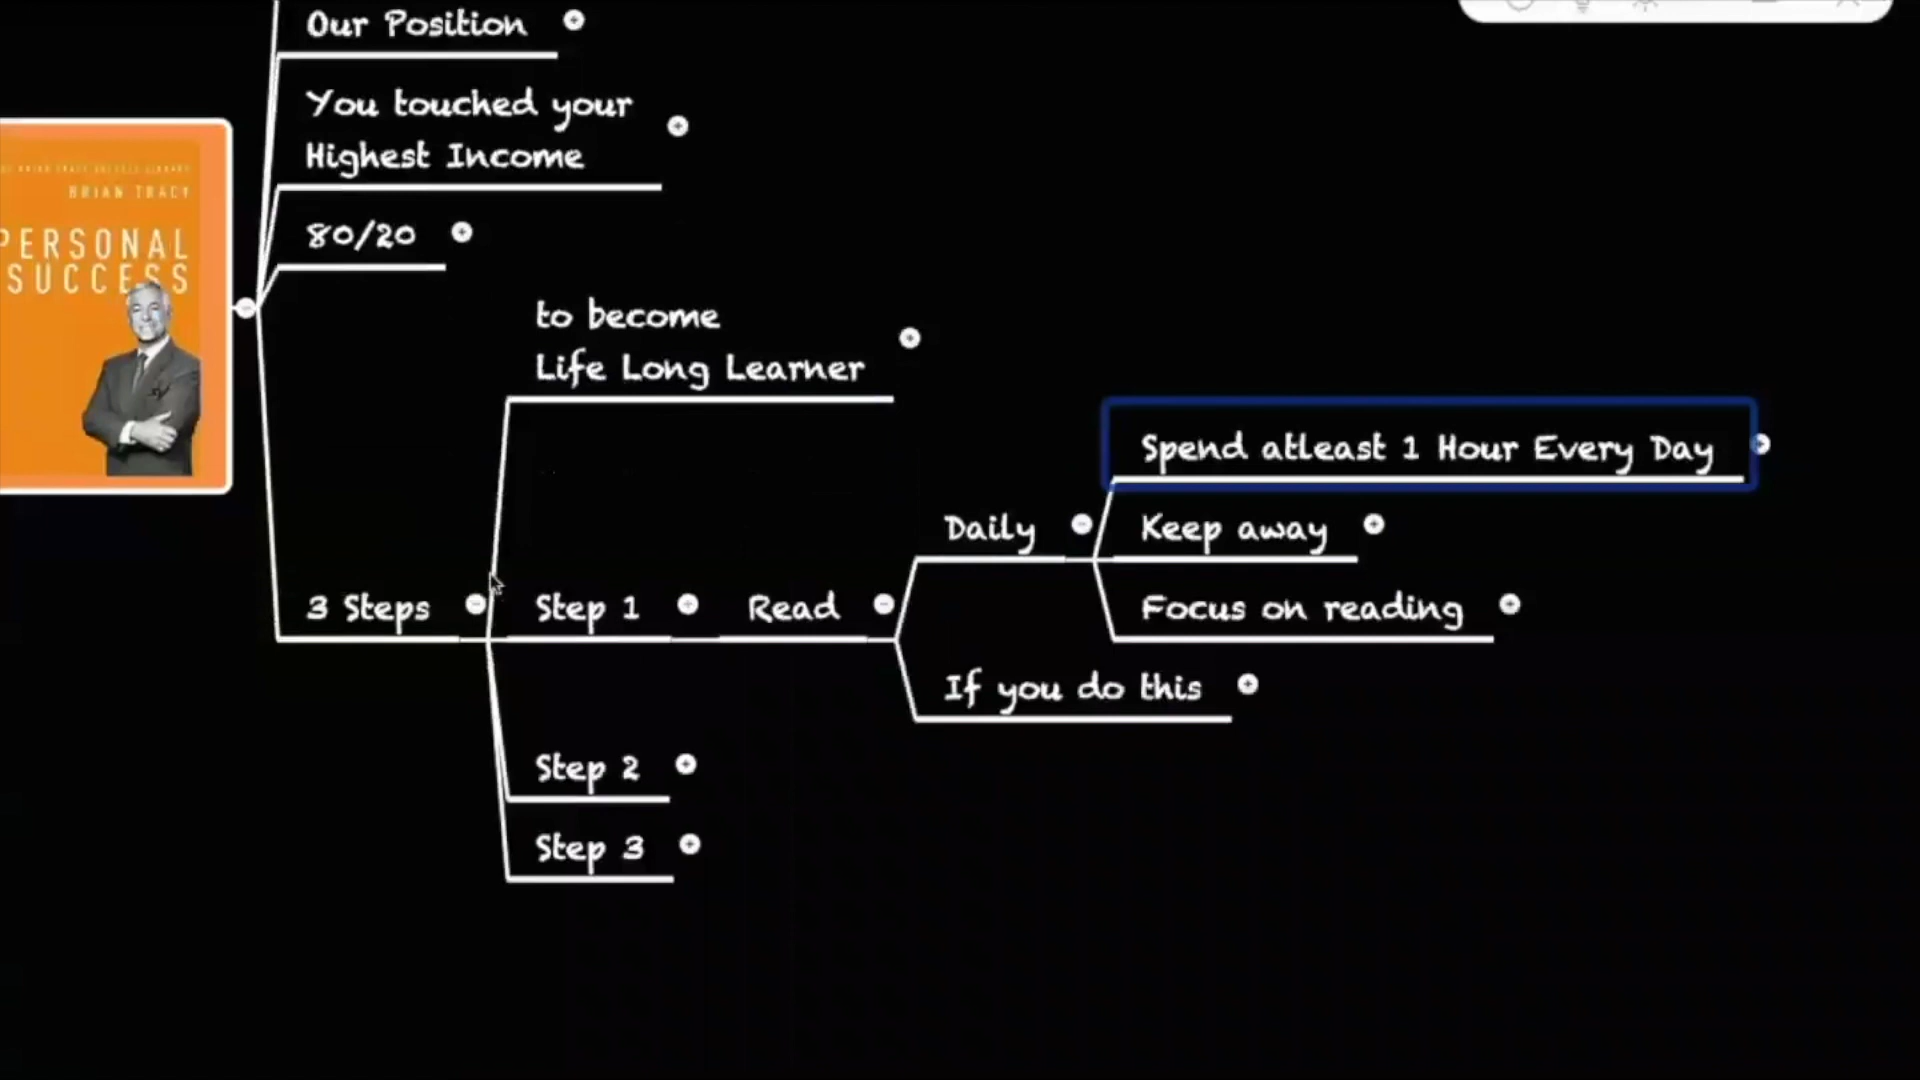 Our Position
You touched your
Highest Income
80/20
BRIAN TRACY
PERSONAL
SUCCESS
to become
Life Long Learner
Spend atleast 1 Hour Every Day
Daily
Keep away
3 Steps
Step 1
Read
Focus on reading
If you do this
Step 2
Step 3